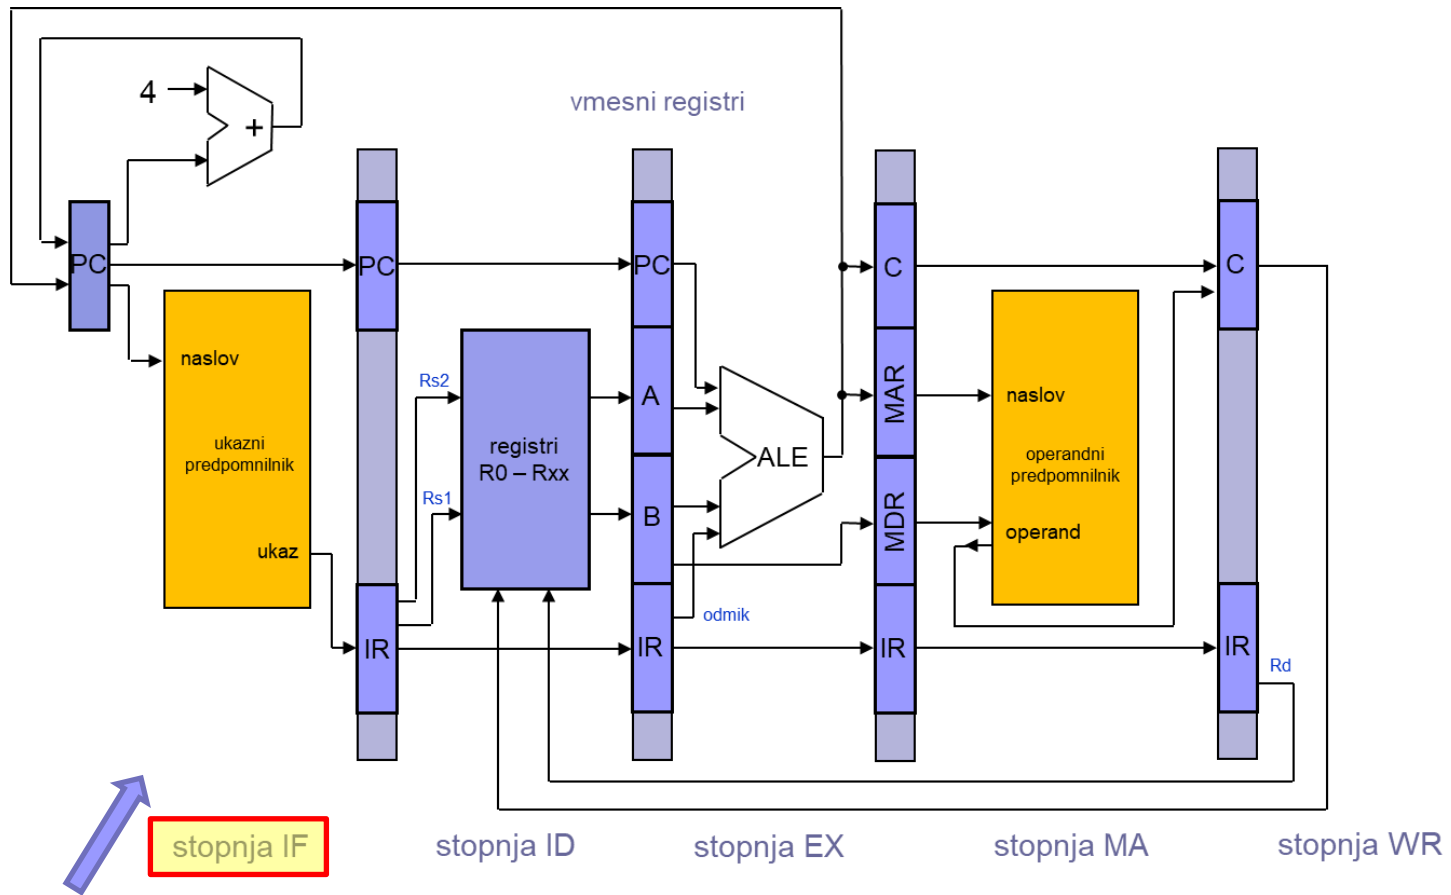 4
+
vmesni registri
PC
PC
PC
C
C
naslov
ukazni
predpomnilnik
ukaz
Rs2
Rs1
registri
R0 – Rxx
A
B
ALE
MAR
MDR
naslov
operandni
predpomnilnik
operand
odmik
IR
IR
IR
IR
Rd
stopnja IF
stopnja ID
stopnja EX
stopnja MA
stopnja WR